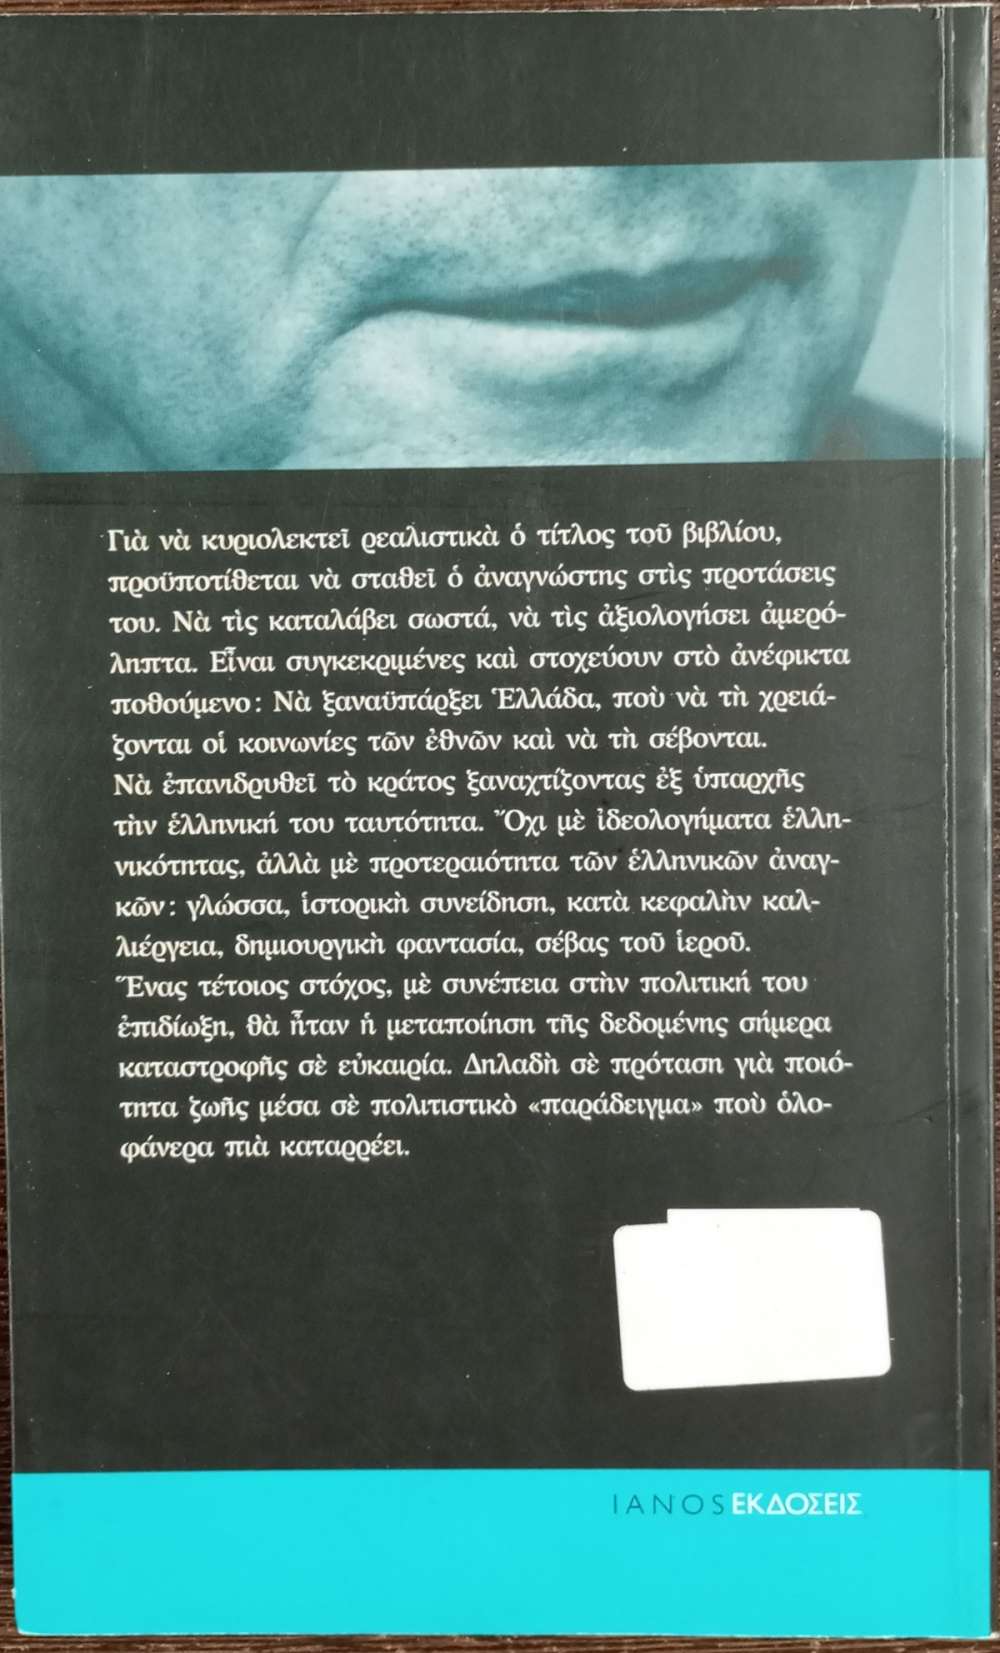 Γιὰ νὰ κυριολεκτεῖ ρεαλιστικὰ ὁ τίτλος τοῦ βιβλίου,
προϋποτίθεται νὰ σταθεῖ ὁ ἀναγνώστης στὶς προτάσεις
του. Νὰ τὶς καταλάβει σωστά, νὰ τὶς ἀξιολογήσει ἀμερό-
ληπτα. Εἶναι συγκεκριμένες καὶ στοχεύουν στὸ ἀνέφικτα
ποθούμενο: Νὰ ξαναϋπάρξει Ἑλλάδα, ποὺ νὰ τὴ χρειά-
ζονται οἱ κοινωνίες τῶν ἐθνῶν καὶ νὰ τὴ σέβονται.
Νὰ ἐπανιδρυθεῖ τὸ κράτος ξαναχτίζοντας ἐξ ὑπαρχῆς
τὴν ἑλληνική του ταυτότητα. Ὄχι μὲ ἰδεολογήματα ἑλλη-
νικότητας, ἀλλὰ μὲ προτεραιότητα τῶν ἑλληνικῶν ἀναγ-
κῶν: γλώσσα, ἱστορικὴ συνείδηση, κατὰ κεφαλὴν καλ-
λιέργεια, δημιουργικὴ φαντασία, σέβας τοῦ ἱεροῦ.
Ἕνας τέτοιος στόχος, μὲ συνέπεια στὴν πολιτική του
ἐπιδίωξη, θὰ ἦταν ἡ μεταποίηση τῆς δεδομένης σήμερα
καταστροφῆς σὲ εὐκαιρία. Δηλαδὴ σὲ πρόταση γιὰ ποιό-
τητα ζωῆς μέσα σὲ πολιτιστικὸ «παράδειγμα» ποὺ ὁλο-
φάνερα πιὰ καταρρέει.
IANOS ΕΚΔΟΣΕΙΣ